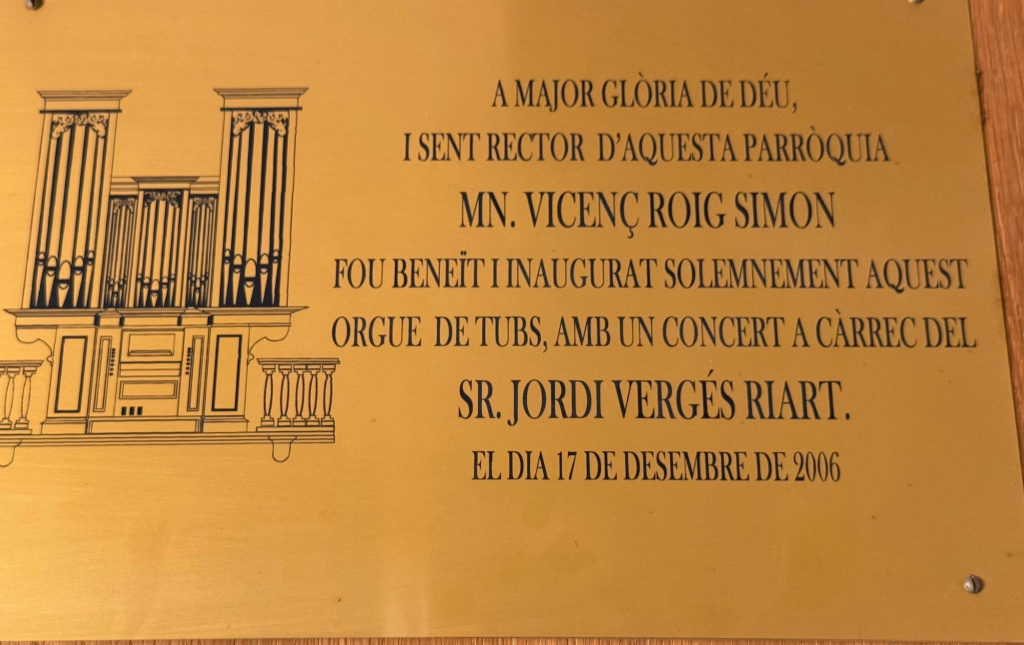 A MAJOR GLÒRIA DE DÉU,
I SENT RECTOR D'AQUESTA PARRÒQUIA
MN. VICENÇ ROIG SIMON
FOU BENEÏT I INAUGURAT SOLEMNEMENT AQUEST
ORGUE DE TUBS, AMB UN CONCERT A CÀRREC DEL
SR. JORDI VERGÉS RIART.
EL DIA 17 DE DESEMBRE DE 2006